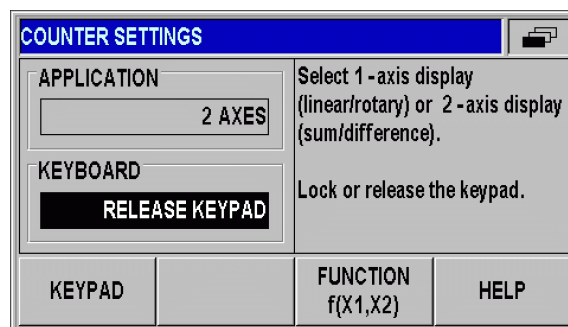 COUNTER SETTINGS
APPLICATION
2 AXES
KEYBOARD
RELEASE KEYPAD
Select 1-axis display
(linear/rotary) or 2-axis display
(sum/difference).
Lock or release the keypad.
KEYPAD
FUNCTION
f(X1,X2)
HELP